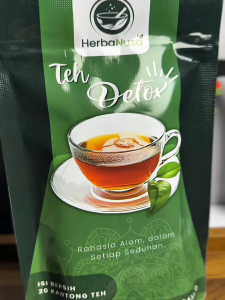 HerbaNusa
Teh
Detox
Rahasia Alam, dalam
Setiap Seduhan.
ISI BERSIH
20 KANTONG TEH